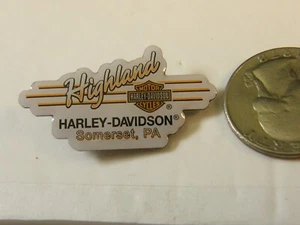 Highland
MOTOR
HARLEY-DAVIDSON
CYCLES
®
HARLEY-DAVIDSON®
Somerset, PA